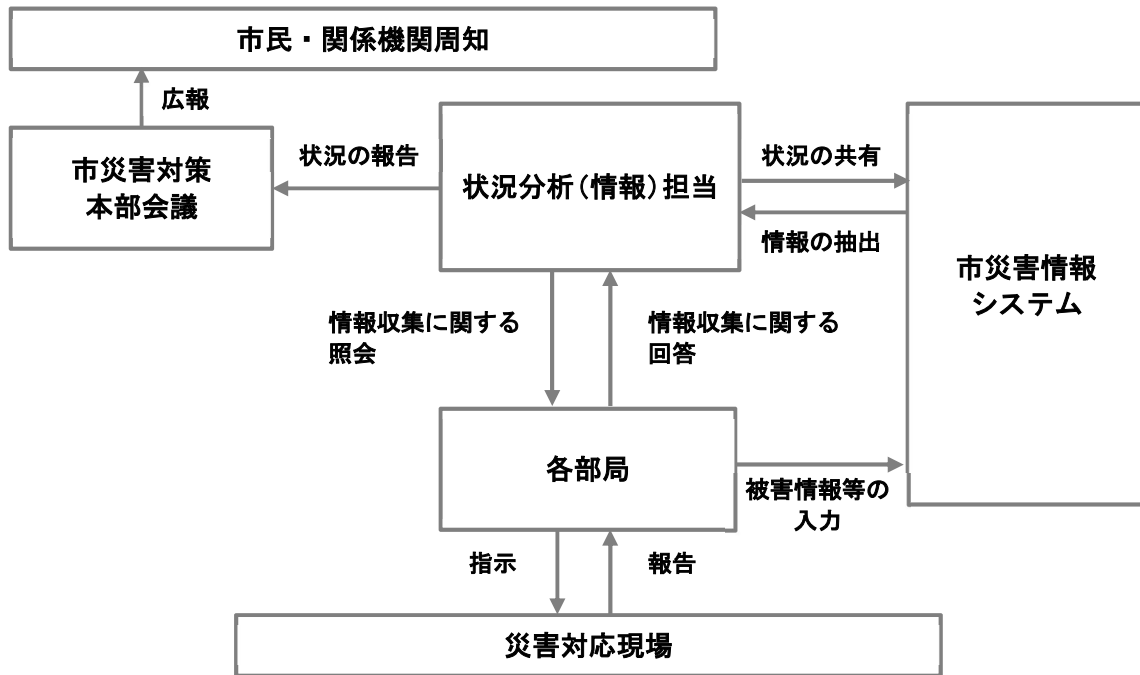 市民・関係機関周知
広報
市災害対策
本部会議
状況の報告
状況分析（情報）担当
状況の共有
情報の抽出
市災害情報
システム
情報収集に関する
照会
情報収集に関する
回答
各部局
被害情報等の
入力
指示
報告
災害対応現場